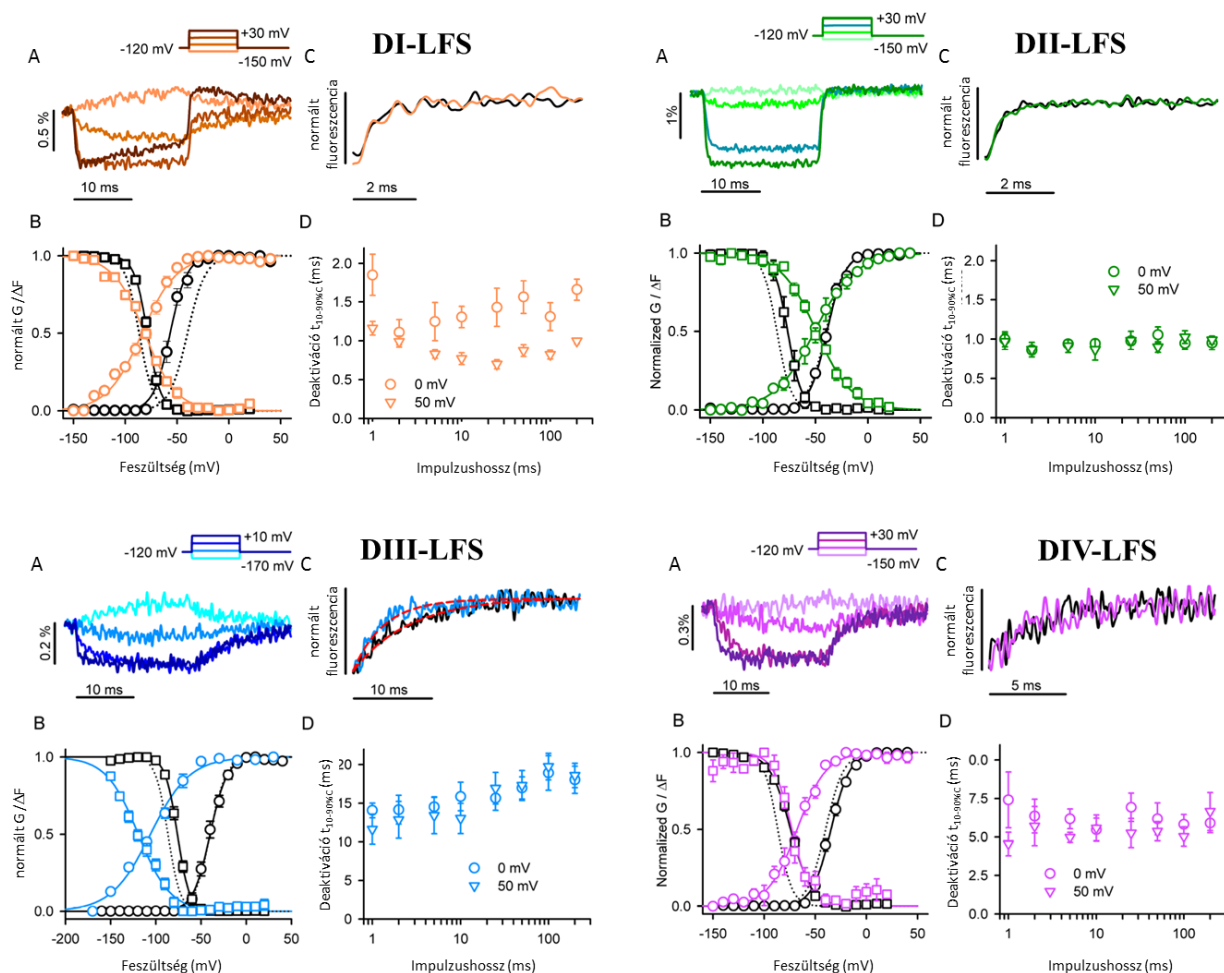 DI-LFS
A
-120 mV
+30 mV
-150 mV
0.5 %
10 ms
C
normált
fluoreszcencia
2 ms
B
normált G /ΔF
1.0
0.5
0.0
-150 -100 -50 0 50
Feszültség (mV)
D
Deaktiváció t10-90%C (ms)
2.0
1.5
1.0
0.5
0.0
0 mV
50 mV
1 10 100
Impulzushossz (ms)
DII-LFS
A
-120 mV
+30 mV
-150 mV
1%
10 ms
C
normált
fluoreszcencia
2 ms
B
Normalized G / ΔF
1.0
0.5
0.0
-150 -100 -50 0 50
Feszültség (mV)
D
Deaktiváció t10-90%C (ms)
2.0
1.5
1.0
0.5
0.0
0 mV
50 mV
1 10 100
Impulzushossz (ms)
DIII-LFS
A
-120 mV
+10 mV
-170 mV
0.2 %
10 ms
C
normált
fluoreszcencia
10 ms
B
normált G /ΔF
1.0
0.5
0.0
-200 -150 -100 -50 0 50
Feszültség (mV)
D
Deaktiváció t10-90%C (ms)
20
15
10
5
0
0 mV
50 mV
1 10 100
Impulzushossz (ms)
DIV-LFS
A
-120 mV
+30 mV
-150 mV
0.3%
10 ms
C
normált
fluoreszcencia
5 ms
B
Normalized G / ΔF
1.0
0.5
0.0
-150 -100 -50 0 50
Feszültség (mV)
D
Deaktiváció t10-90%C (ms)
0.0
7.5
5.0
2.5
0.0
0 mV
50 mV
1 10 100
Impulzushossz (ms)